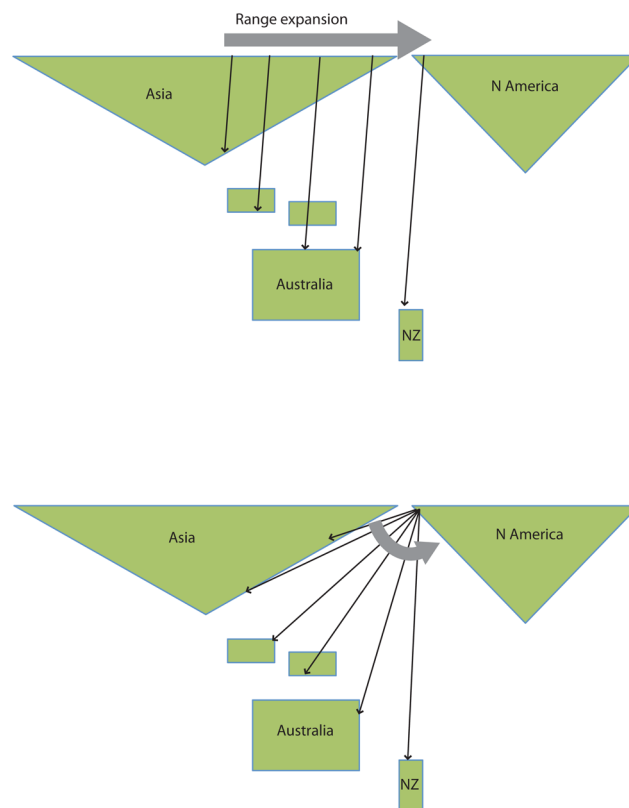 Range expansion
Asia
N America
Australia
NZ
Asia
N America
Australia
NZ